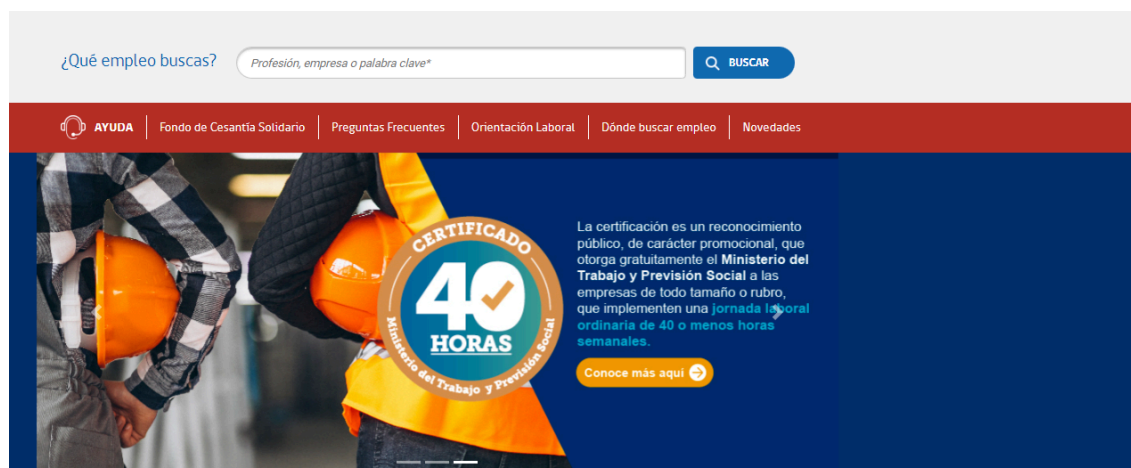 ¿Qué empleo buscas?
Profesión, empresa o palabra clave*
BUSCAR
AYUDA
Fondo de Cesantía Solidario
Preguntas Frecuentes
Orientación Laboral
Dónde buscar empleo
Novedades
CERTIFICADO
40
HORAS
Ministerio del Trabajo y Previsión Social
La certificación es un reconocimiento
público, de carácter promocional, que
otorga gratuitamente el Ministerio del
Trabajo y Previsión Social a las
empresas de todo tamaño o rubro,
que implementen una jornada laboral
ordinaria de 40 o menos horas
semanales.
Conoce más aquí